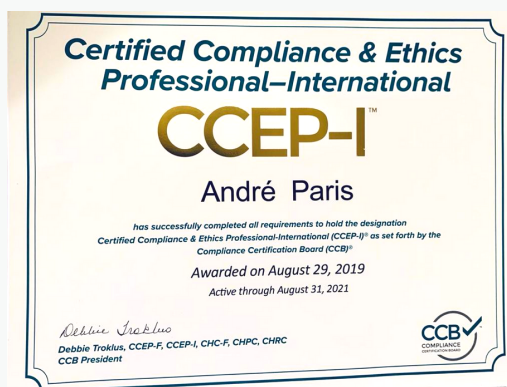 Certified Compliance & Ethics
Professional–International
CCEP-I™
André Paris
has successfully completed all requirements to hold the designation
Certified Compliance & Ethics Professional-International (CCEP-I)® as set forth by the
Compliance Certification Board (CCB)®
Awarded on August 29, 2019
Active through August 31, 2021
Debbie Troklus
Debbie Troklus, CCEP-F, CCEP-I, CHC-F, CHPC, CHRC
CCB President
CCB
COMPLIANCE
CERTIFICATION BOARD